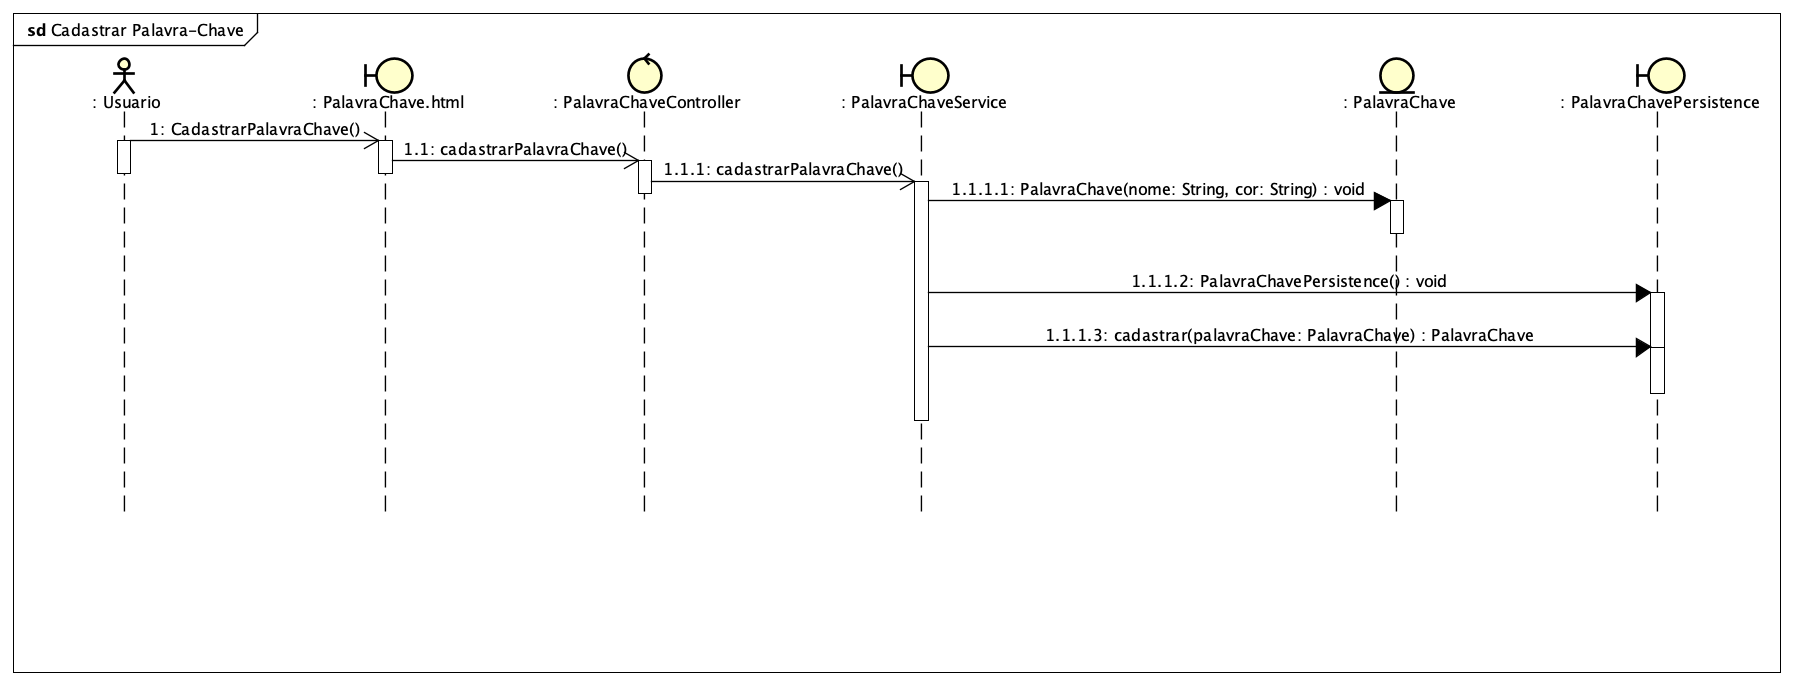 sd Cadastrar Palavra-Chave
: Usuario
: PalavraChave.html
: PalavraChaveController
: PalavraChaveService
: PalavraChave
: PalavraChavePersistence
1: CadastrarPalavraChave()
1.1: cadastrarPalavraChave()
1.1.1: cadastrarPalavraChave()
1.1.1.1: PalavraChave(nome: String, cor: String) : void
1.1.1.2: PalavraChavePersistence() : void
1.1.1.3: cadastrar(palavraChave: PalavraChave) : PalavraChave